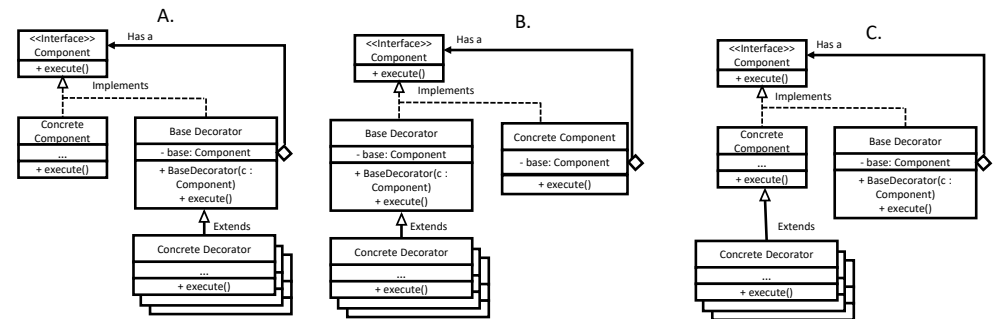 A.
<<Interface>>
Component
+ execute()
Has a
Implements
Concrete
Component
...
+ execute()
Base Decorator
- base: Component
+ BaseDecorator(c :
Component)
+ execute()
Extends
Concrete Decorator
...
+ execute()
B.
<<Interface>>
Component
+ execute()
Has a
Implements
Base Decorator
- base: Component
+ BaseDecorator(c :
Component)
+ execute()
Concrete Component
- base: Component
+ execute()
Extends
Concrete Decorator
...
+ execute()
C.
<<Interface>>
Component
+ execute()
Has a
Implements
Concrete
Component
...
+ execute()
Base Decorator
- base: Component
+ BaseDecorator(c :
Component)
+ execute()
Extends
Concrete Decorator
...
+ execute()